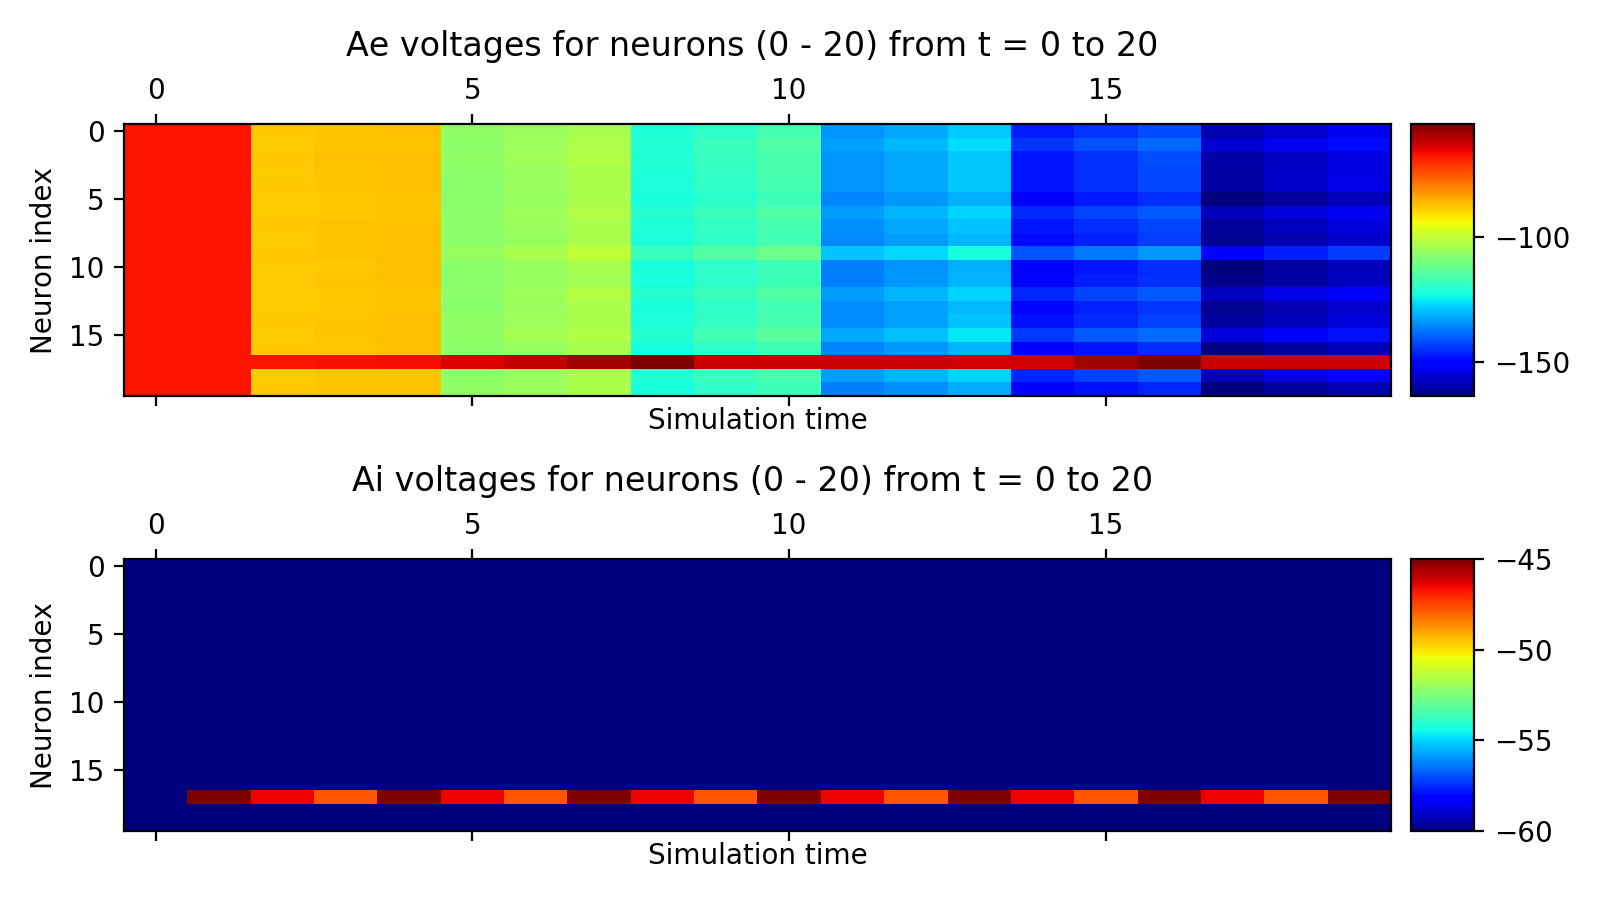 Ae voltages for neurons (0 - 20) from t = 0 to 20
0 5 10 15
Neuron index
0
5
10
15
−100
−150
Simulation time
Ai voltages for neurons (0 - 20) from t = 0 to 20
0 5 10 15
Neuron index
0
5
10
15
−45
−50
−55
−60
Simulation time